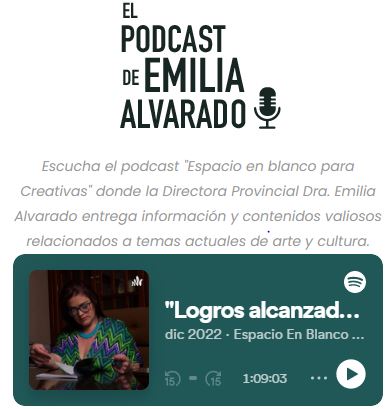 EL
PODCAST
DE EMILIA
ALVARADO
Escucha el podcast "Espacio en blanco para
Creativas" donde la Directora Provincial Dra. Emilia
Alvarado entrega información y contenidos valiosos
relacionados a temas actuales de arte y cultura.
"Logros alcanzad...
dic 2022 · Espacio En Blanco ...
15 15 1:09:03